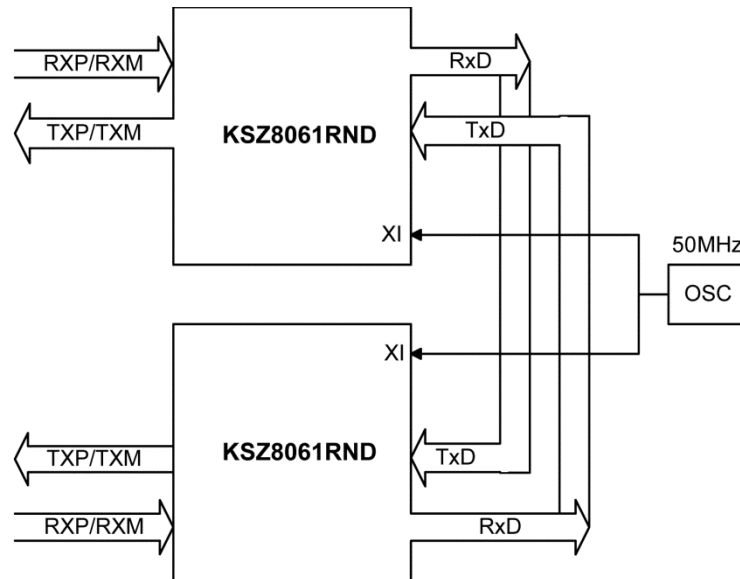 RXP/RXM
RxD
TXP/TXM
KSZ8061RND
TxD
XI
50MHz
OSC
XI
TXP/TXM
KSZ8061RND
TxD
RXP/RXM
RxD